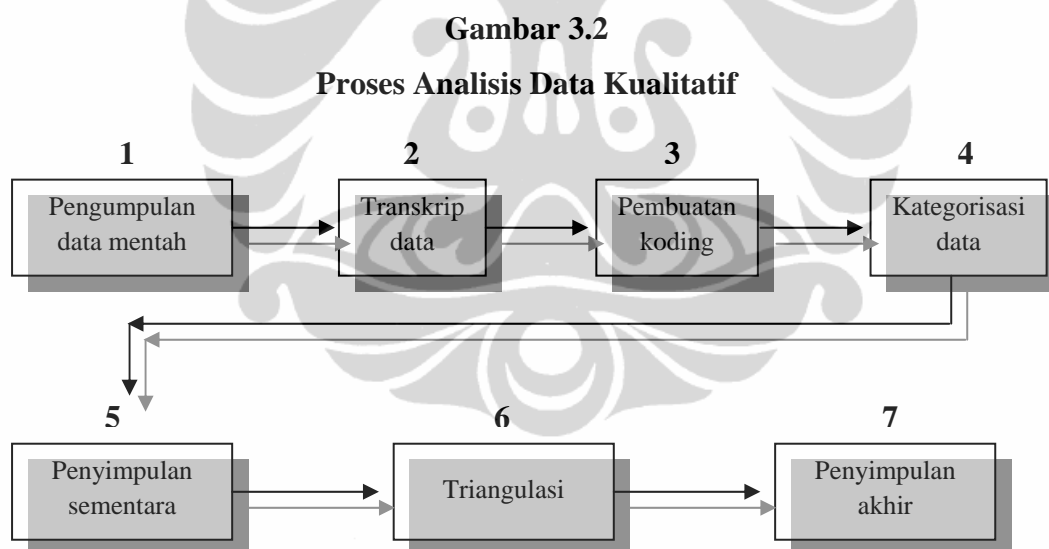 Gambar 3.2
Proses Analisis Data Kualitatif
1
Pengumpulan
data mentah
2
Transkrip
data
3
Pembuatan
koding
4
Kategorisasi
data
5
Penyimpulan
sementara
6
Triangulasi
7
Penyimpulan
akhir